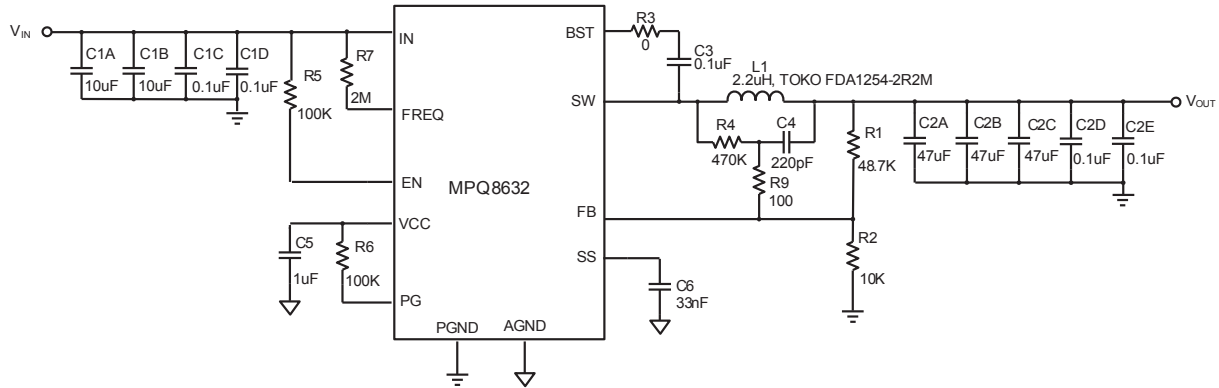 VIN
C1A
10uF
C1B
10uF
C1C
0.1uF
C1D
0.1uF
R5
100K
R7
2M
IN
FREQ
EN
VCC
PG
PGND
AGND
MPQ8632
BST
SW
FB
SS
C5
1uF
R6
100K
R3
0
C3
0.1uF
L1
2.2uH, TOKO FDA1254-2R2M
R4
470K
C4
220pF
R9
100
R1
48.7K
R2
10K
C6
33nF
C2A
47uF
C2B
47uF
C2C
47uF
C2D
0.1uF
C2E
0.1uF
VOUT